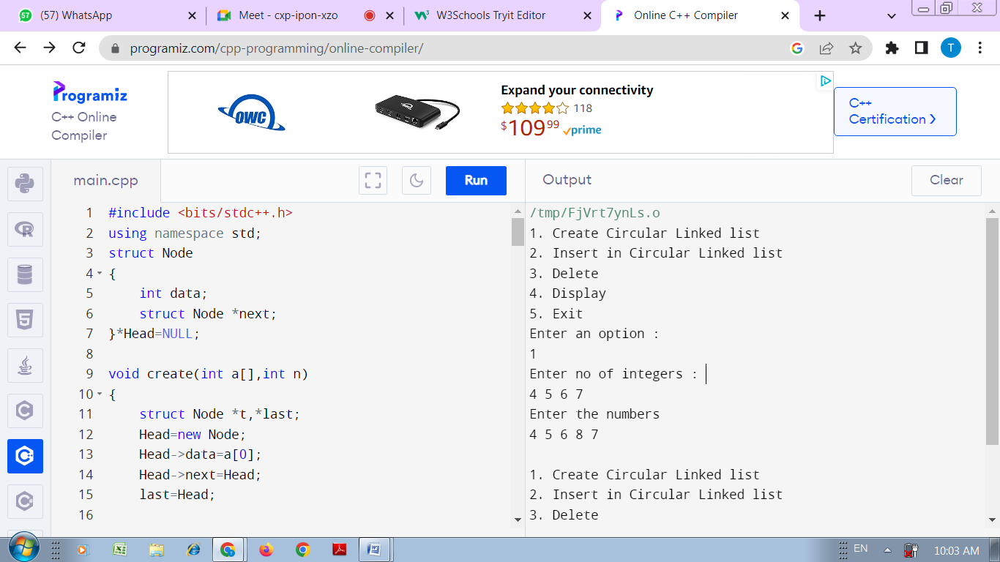 (57) WhatsApp
Meet - cxp-ipon-xzo
W3Schools Tryit Editor
Online C++ Compiler
programiz.com/cpp-programming/online-compiler/
T
Programiz
C++ Online
Compiler
OWC
Expand your connectivity
118
$109 99 prime
C++
Certification
main.cpp
Run
Output
Clear
1 #include <bits/stdc++.h>
2 using namespace std;
3 struct Node
4 {
5 int data;
6 struct Node *next;
7 }*Head=NULL;
8
9 void create(int a[],int n)
10 {
11 struct Node *t,*last;
12 Head=new Node;
13 Head->data=a[0];
14 Head->next=Head;
15 last=Head;
16
/tmp/FjVrt7ynLs.o
1. Create Circular Linked list
2. Insert in Circular Linked list
3. Delete
4. Display
5. Exit
Enter an option :
1
Enter no of integers :
4 5 6 7
Enter the numbers
4 5 6 8 7
1. Create Circular Linked list
2. Insert in Circular Linked list
3. Delete
EN
10:03 AM